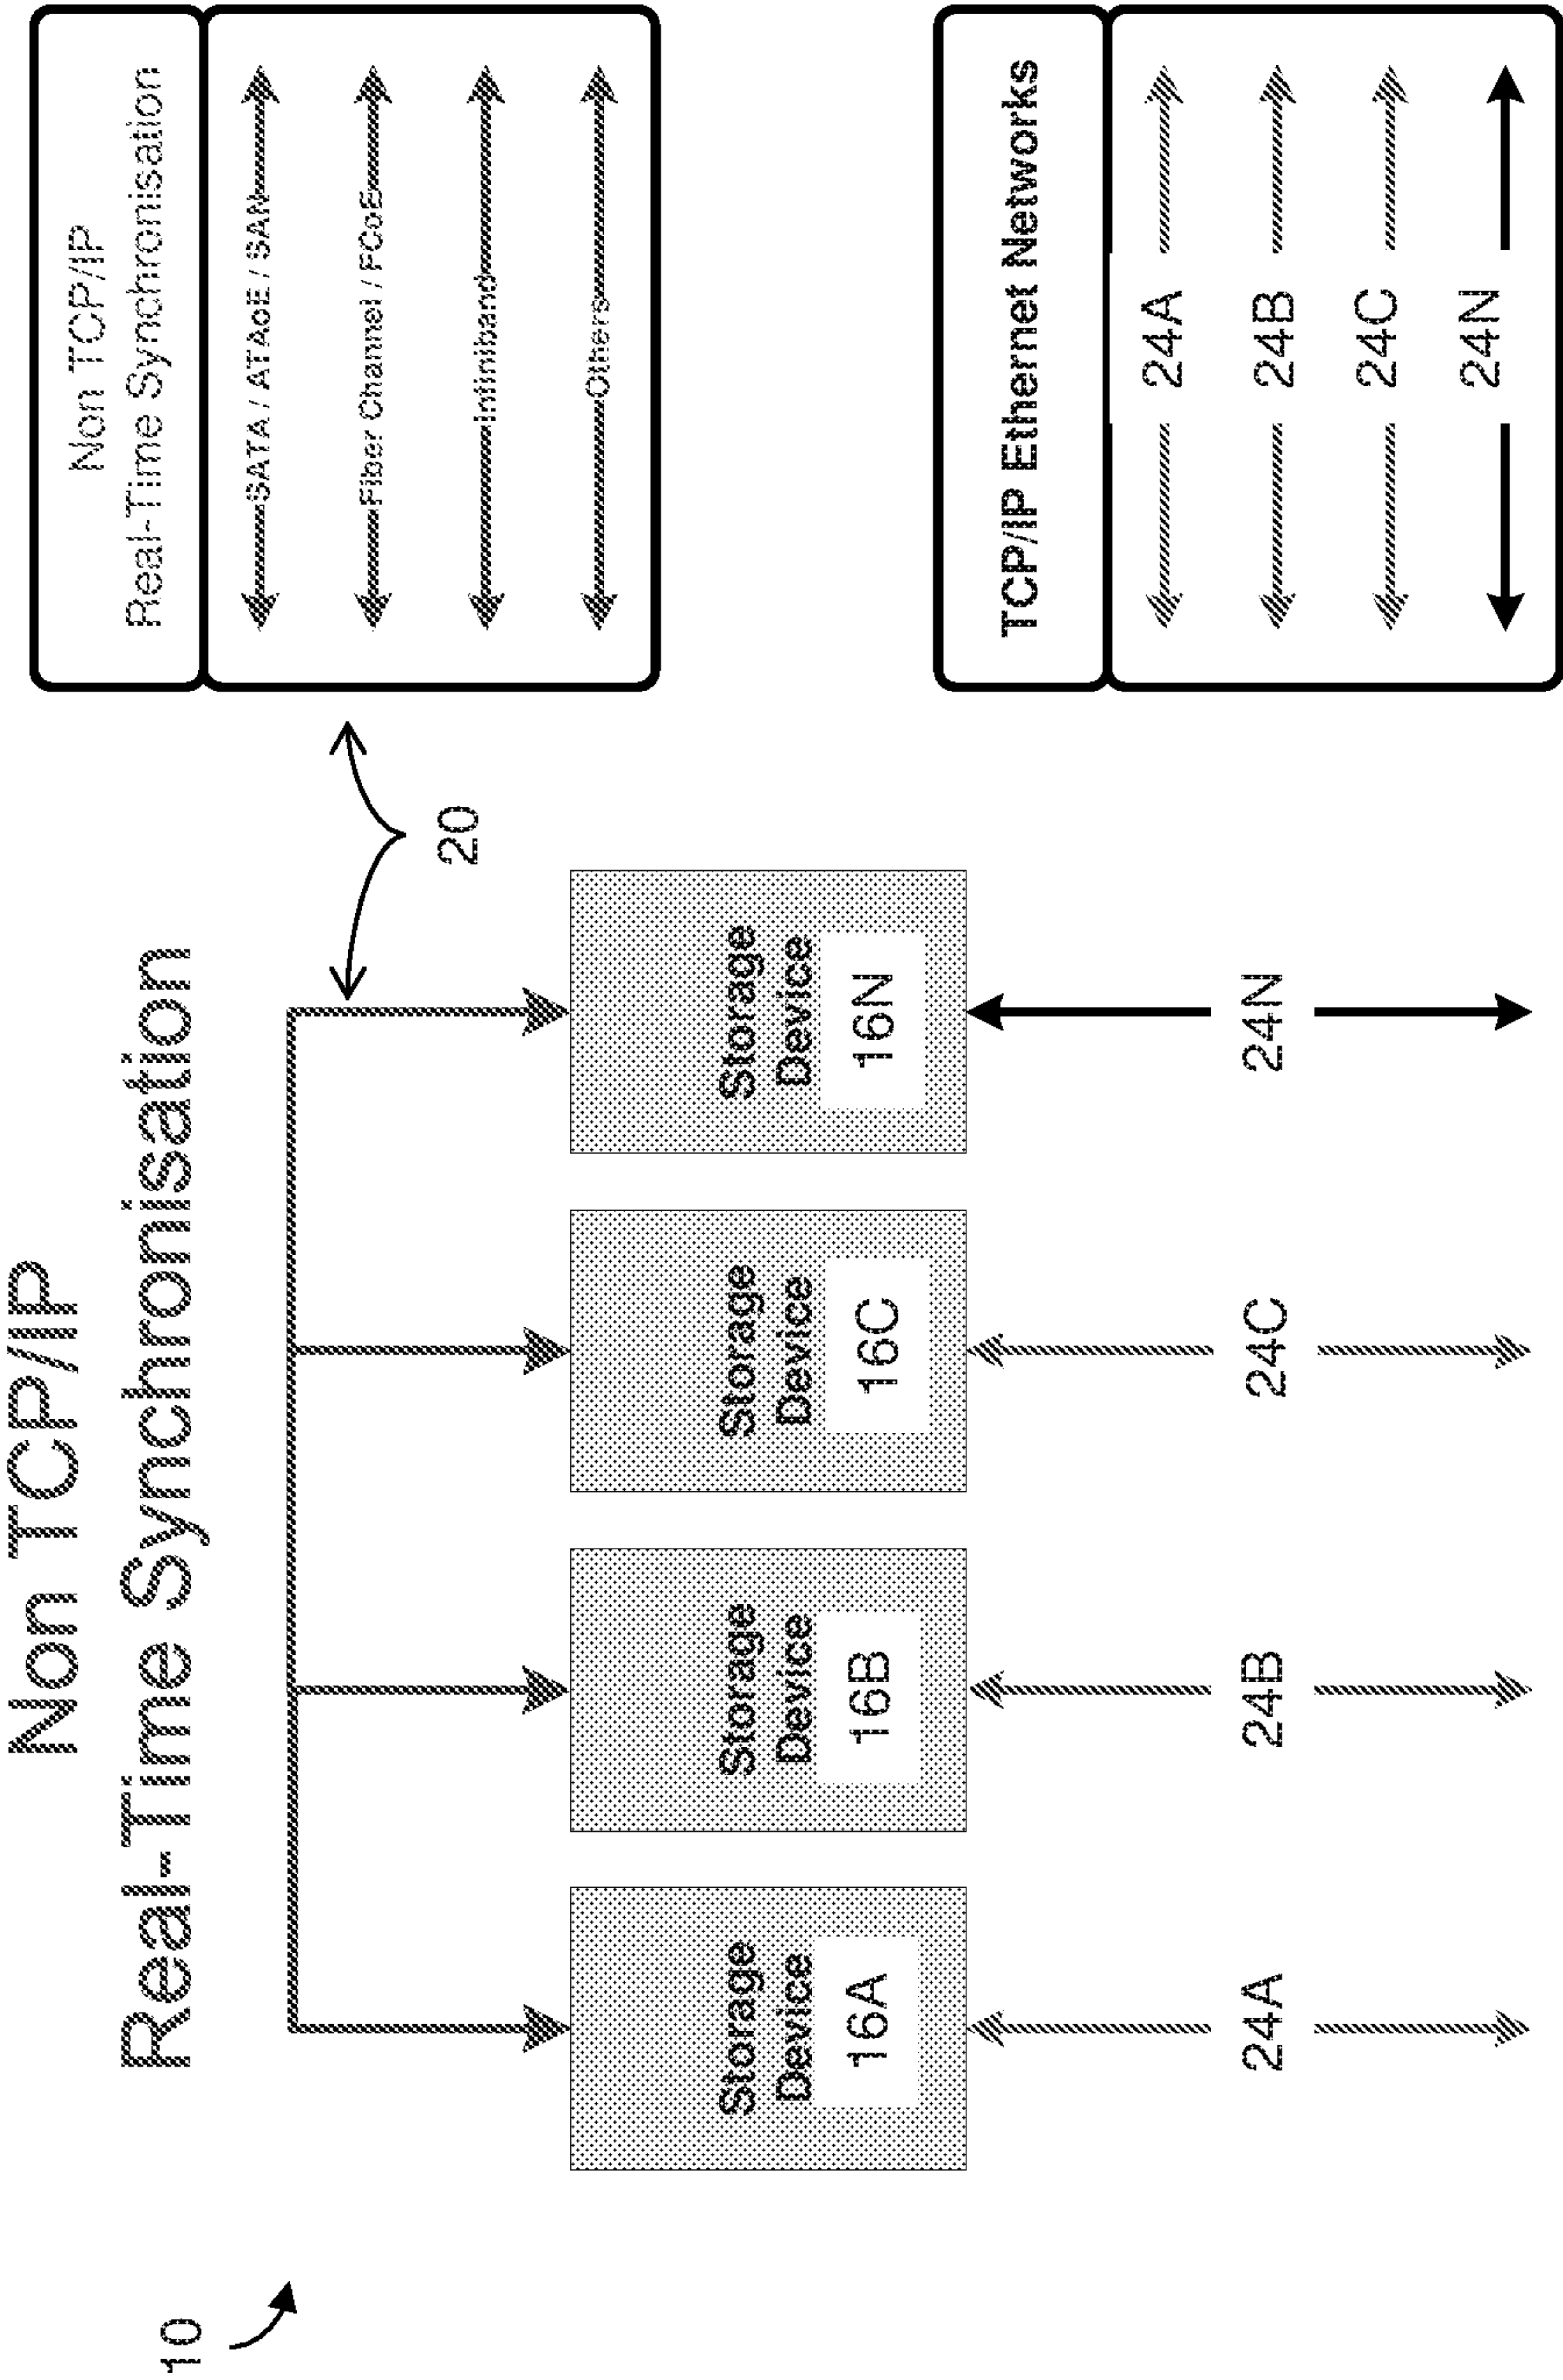 10
Non TCP/IP
Real-Time Synchronisation
20
Storage
Device
16A
Storage
Device
16B
Storage
Device
16C
Storage
Device
16N
24A
24B
24C
24N
Non TCP/IP
Real-Time Synchronisation
SATA / ATAoE / SAN
Fiber Channel / FCoE
Infiniband
Others
TCP/IP Ethernet Networks
24A
24B
24C
24N